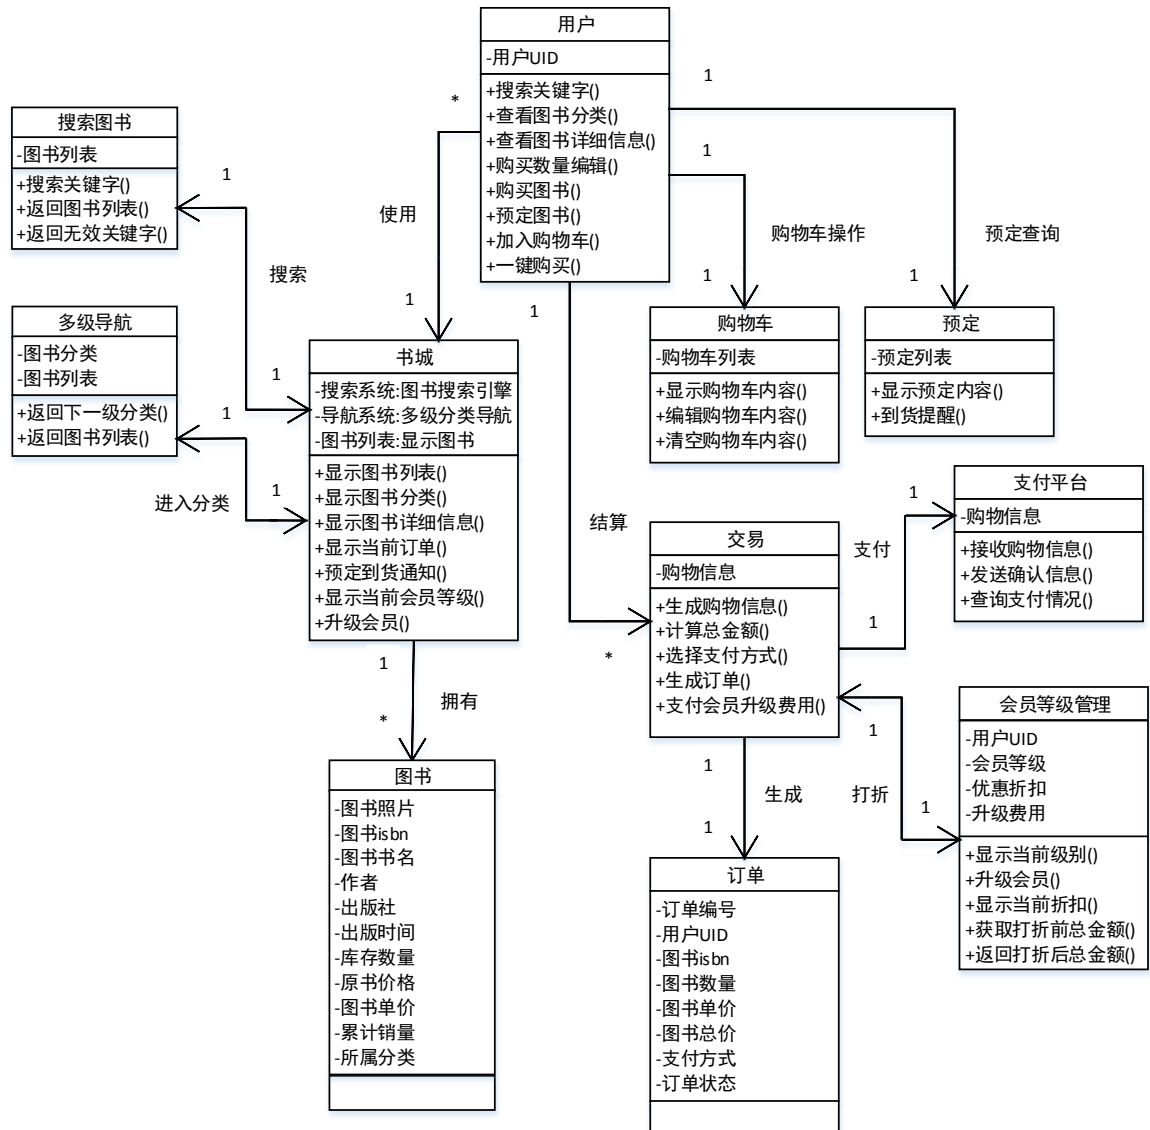 用户
-用户UID
+搜索关键字()
+查看图书分类()
+查看图书详细信息()
+购买数量编辑()
+购买图书()
+预定图书()
+加入购物车()
+一键购买()
搜索图书
-图书列表
+搜索关键字()
+返回图书列表()
+返回无效关键字()
多级导航
-图书分类
-图书列表
+返回下一级分类()
+返回图书列表()
书城
-搜索系统:图书搜索引擎
-导航系统:多级分类导航
-图书列表:显示图书
+显示图书列表()
+显示图书分类()
+显示图书详细信息()
+显示当前订单()
+预定到货通知()
+显示当前会员等级()
+升级会员()
图书
-图书照片
-图书isbn
-图书书名
-作者
-出版社
-出版时间
-库存数量
-原书价格
-图书单价
-累计销量
-所属分类
购物车
-购物车列表
+显示购物车内容()
+编辑购物车内容()
+清空购物车内容()
预定
-预定列表
+显示预定内容()
+到货提醒()
交易
-购物信息
+生成购物信息()
+计算总金额()
+选择支付方式()
+生成订单()
+支付会员升级费用()
支付平台
-购物信息
+接收购物信息()
+发送确认信息()
+查询支付情况()
会员等级管理
-用户UID
-会员等级
-优惠折扣
-升级费用
+显示当前级别()
+升级会员()
+显示当前折扣()
+获取打折前总金额()
+返回打折后总金额()
订单
-订单编号
-用户UID
-图书isbn
-图书数量
-图书单价
-图书总价
-支付方式
-订单状态
*
使用
1
1
搜索
1
1
进入分类
1
1
拥有
*
1
购物车操作
1
1
预定查询
1
1
结算
*
1
支付
1
1
打折
1
1
生成
1